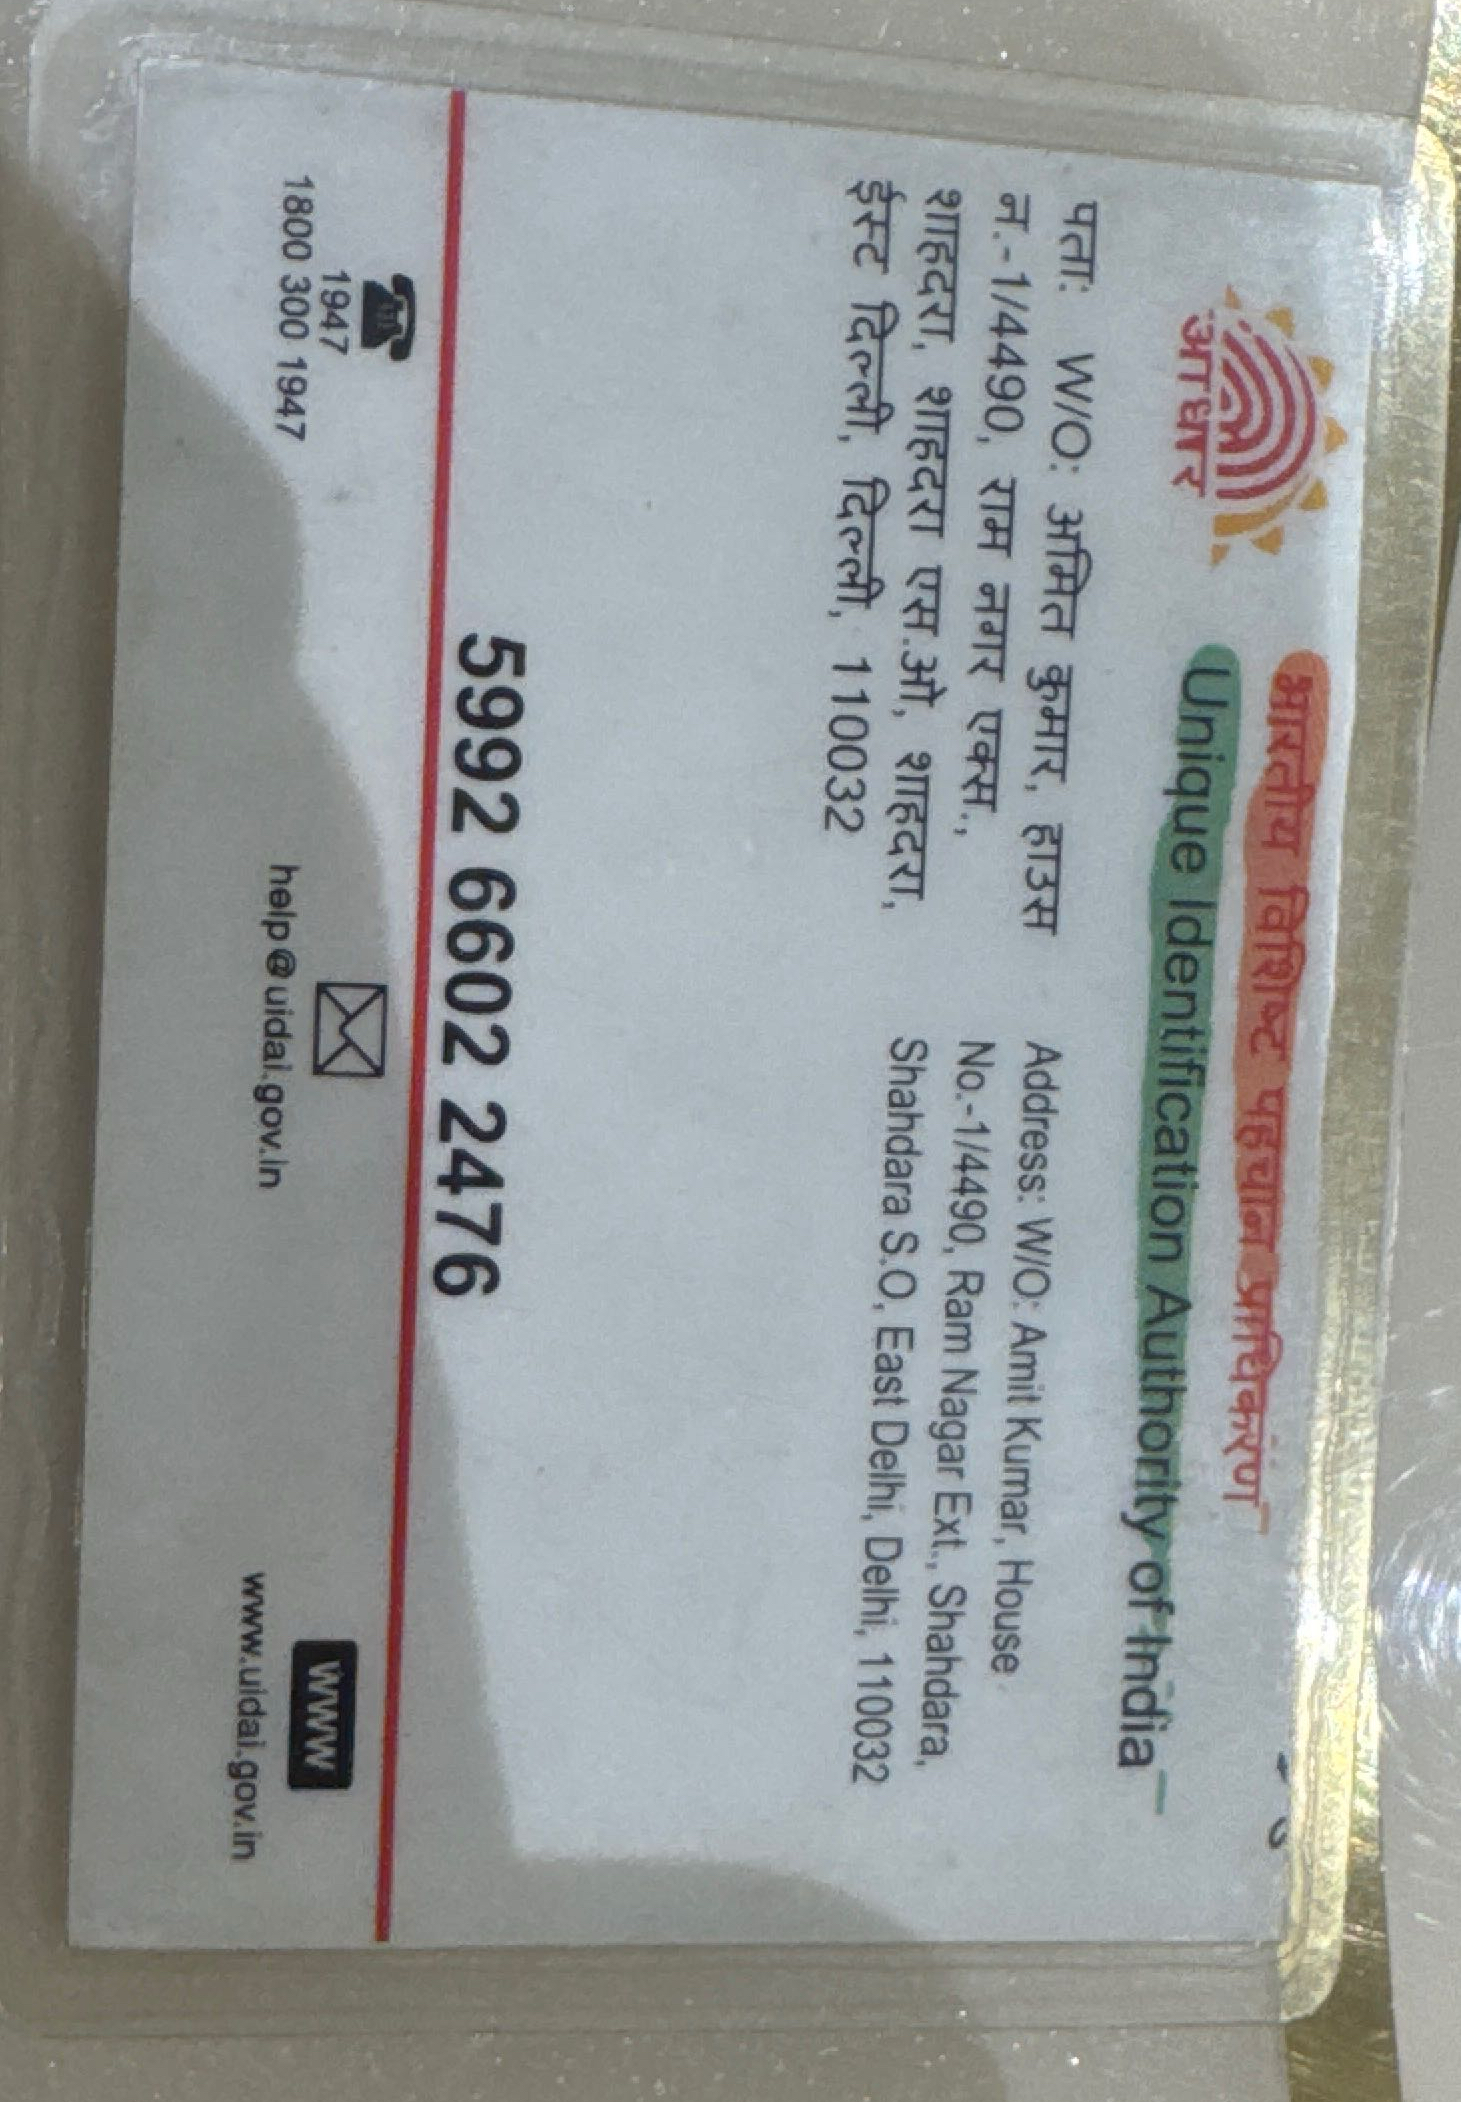 भारतीय विशिष्ट पहचान प्राधिकरण
Unique Identification Authority of India
आधार
पता: W/O: अमित कुमार, हाउस
न.-1/4490, राम नगर एक्स.,
शाहदरा, शाहदरा एस.ओ, शाहदरा,
ईस्ट दिल्ली, दिल्ली, 110032
Address: W/O: Amit Kumar, House
No.-1/4490, Ram Nagar Ext., Shahdara,
Shahdara S.O, East Delhi, Delhi, 110032
5992 6602 2476
1947
1800 300 1947
help@uidai.gov.in
www
www.uidai.gov.in